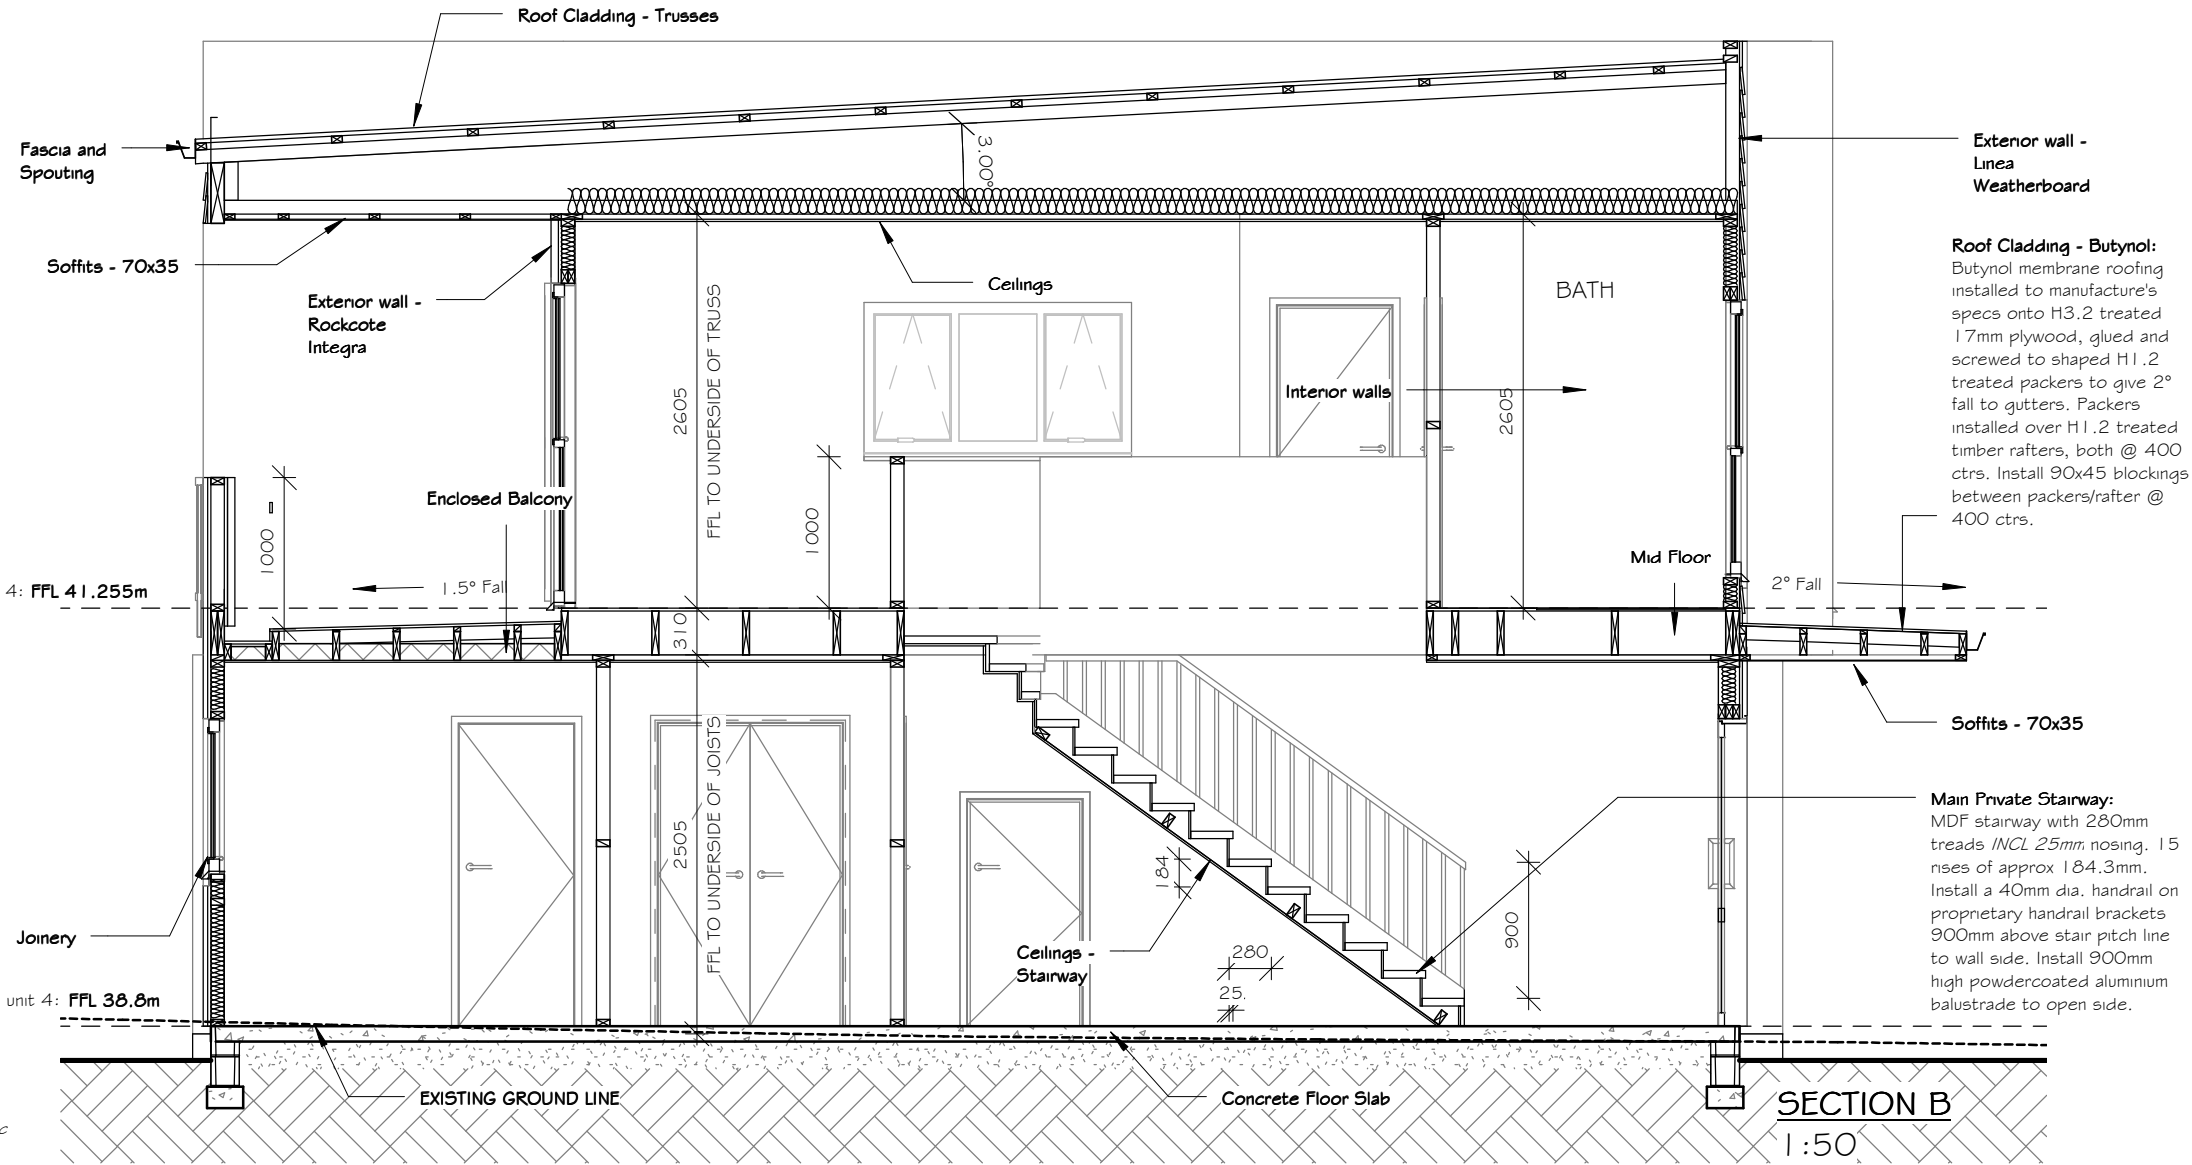 Roof Cladding - Trusses
Fascia and
Spouting
3.00°
Exterior wall -
Linea
Weatherboard
Soffits - 70x35
Exterior wall -
Rockcote
Integra
Ceilings
BATH
Roof Cladding - Butynol:
Butynol membrane roofing
installed to manufacture's
specs onto H3.2 treated
17mm plywood, glued and
screwed to shaped H1.2
treated packers to give 2°
fall to gutters. Packers
installed over H1.2 treated
timber rafters, both @ 400
ctrs. Install 90x45 blockings
between packers/rafter @
400 ctrs.
2605
FFL TO UNDERSIDE OF TRUSS
Interior walls
2605
Enclosed Balcony
1000
1000
Mid Floor
4: FFL 41.255m
1.5° Fall
2° Fall
310
Soffits - 70x35
2505
FFL TO UNDERSIDE OF JOISTS
184
Main Private Stairway:
MDF stairway with 280mm
treads INCL 25mm nosing. 15
rises of approx 184.3mm.
Install a 40mm dia. handrail on
proprietary handrail brackets
900mm above stair pitch line
to wall side. Install 900mm
high powdercoated aluminium
balustrade to open side.
Joinery
Ceilings -
Stairway
280
25.
900
unit 4: FFL 38.8m
EXISTING GROUND LINE
Concrete Floor Slab
SECTION B
1:50
c